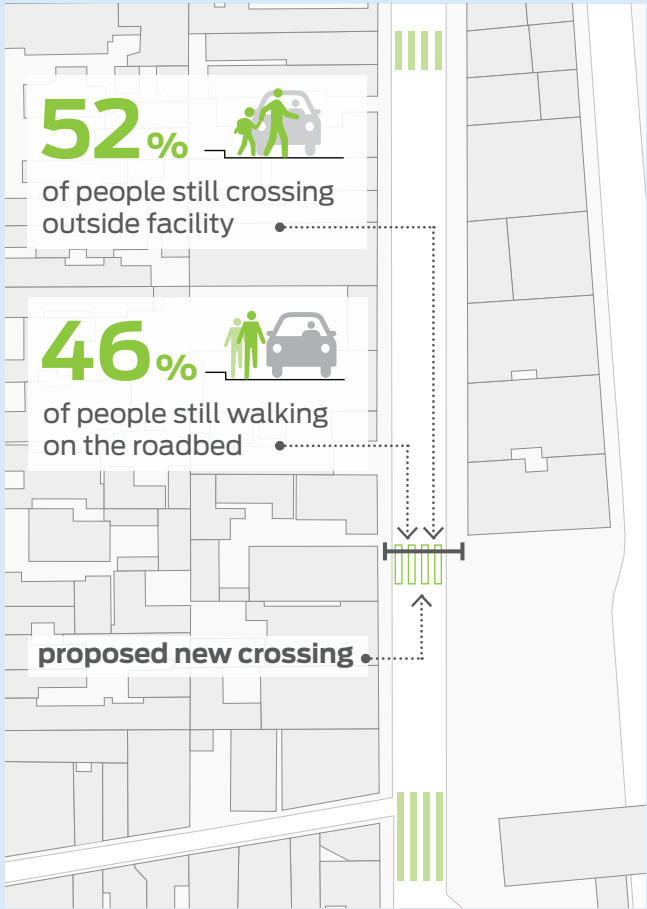 52%
of people still crossing
outside facility
46%
of people still walking
on the roadbed
proposed new crossing